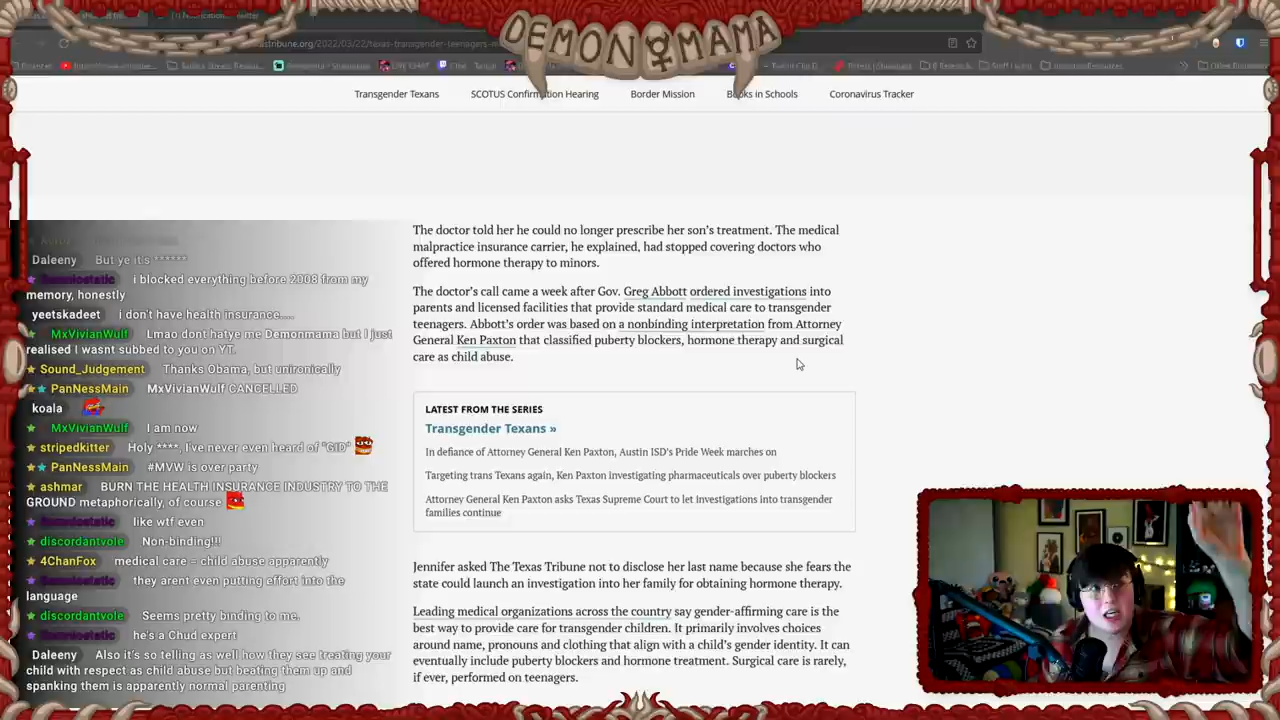 DEMON MAMA
tribune.org/2022/03/22/texas-transgender-teenagers-m
Transgender Texans SCOTUS Confirmation Hearing Border Mission Books in Schools Coronavirus Tracker
Daleeny But ye it's ******
i blocked everything before 2008 from my
memory, honestly
yeetskadeet i don't have health insurance....
MxVivianWulf Lmao dont hatye me Demonmama but I just
realised I wasnt subbed to you on YT.
Sound_Judgement Thanks Obama, but unironically
PanNessMain MxVivianWulf CANCELLED
koala
MxVivianWulf I am now
stripedkitter Holy ****, I've never even heard of "GID"
PanNessMain #MVW is over party
ashmar BURN THE HEALTH INSURANCE INDUSTRY TO THE
GROUND metaphorically, of course
like wtf even
discordantvole Non-binding!!!
4ChanFox medical care = child abuse apparently
they arent even putting effort into the
language
discordantvole Seems pretty binding to me.
he's a Chud expert
Daleeny Also it's so telling as well how they see treating your
child with respect as child abuse but beating them up and
spanking them is apparently normal parenting
The doctor told her he could no longer prescribe her son's treatment. The medical
malpractice insurance carrier, he explained, had stopped covering doctors who
offered hormone therapy to minors.
The doctor's call came a week after Gov. Greg Abbott ordered investigations into
parents and licensed facilities that provide standard medical care to transgender
teenagers. Abbott's order was based on a nonbinding interpretation from Attorney
General Ken Paxton that classified puberty blockers, hormone therapy and surgical
care as child abuse.
LATEST FROM THE SERIES
Transgender Texans »
In defiance of Attorney General Ken Paxton, Austin ISD's Pride Week marches on
Targeting trans Texans again, Ken Paxton investigating pharmaceuticals over puberty blockers
Attorney General Ken Paxton asks Texas Supreme Court to let investigations into transgender
families continue
Jennifer asked The Texas Tribune not to disclose her last name because she fears the
state could launch an investigation into her family for obtaining hormone therapy.
Leading medical organizations across the country say gender-affirming care is the
best way to provide care for transgender children. It primarily involves choices
around name, pronouns and clothing that align with a child's gender identity. It can
eventually include puberty blockers and hormone treatment. Surgical care is rarely,
if ever, performed on teenagers.